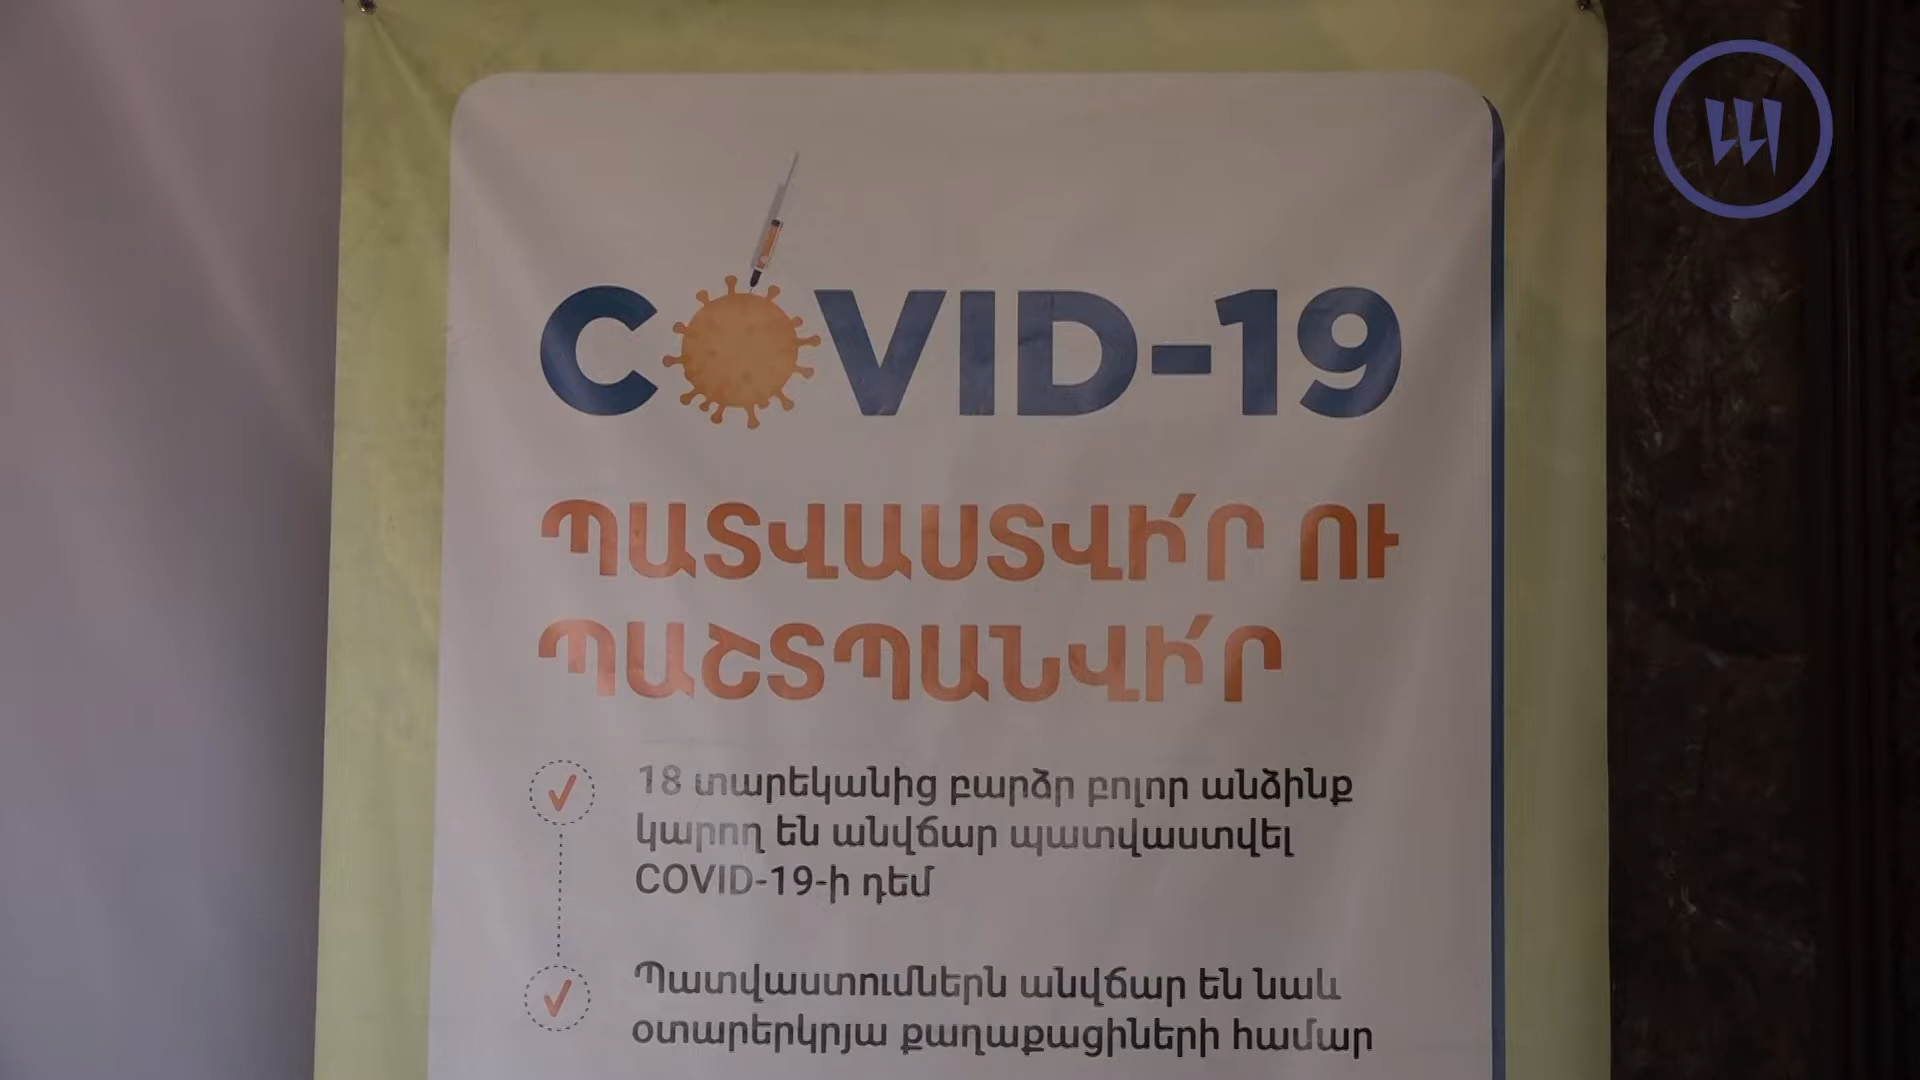 COVID-19
ՊԱՏՎԱՍՏՎԻ՛Ր ՈՒ
ՊԱՇՏՊԱՆՎԻ՛Ր
18 տարեկանից բարձր բոլոր անձինք
կարող են անվճար պատվաստվել
COVID-19-ի դեմ
Պատվաստումներն անվճար են նաև
օտարերկրյա քաղաքացիների համար